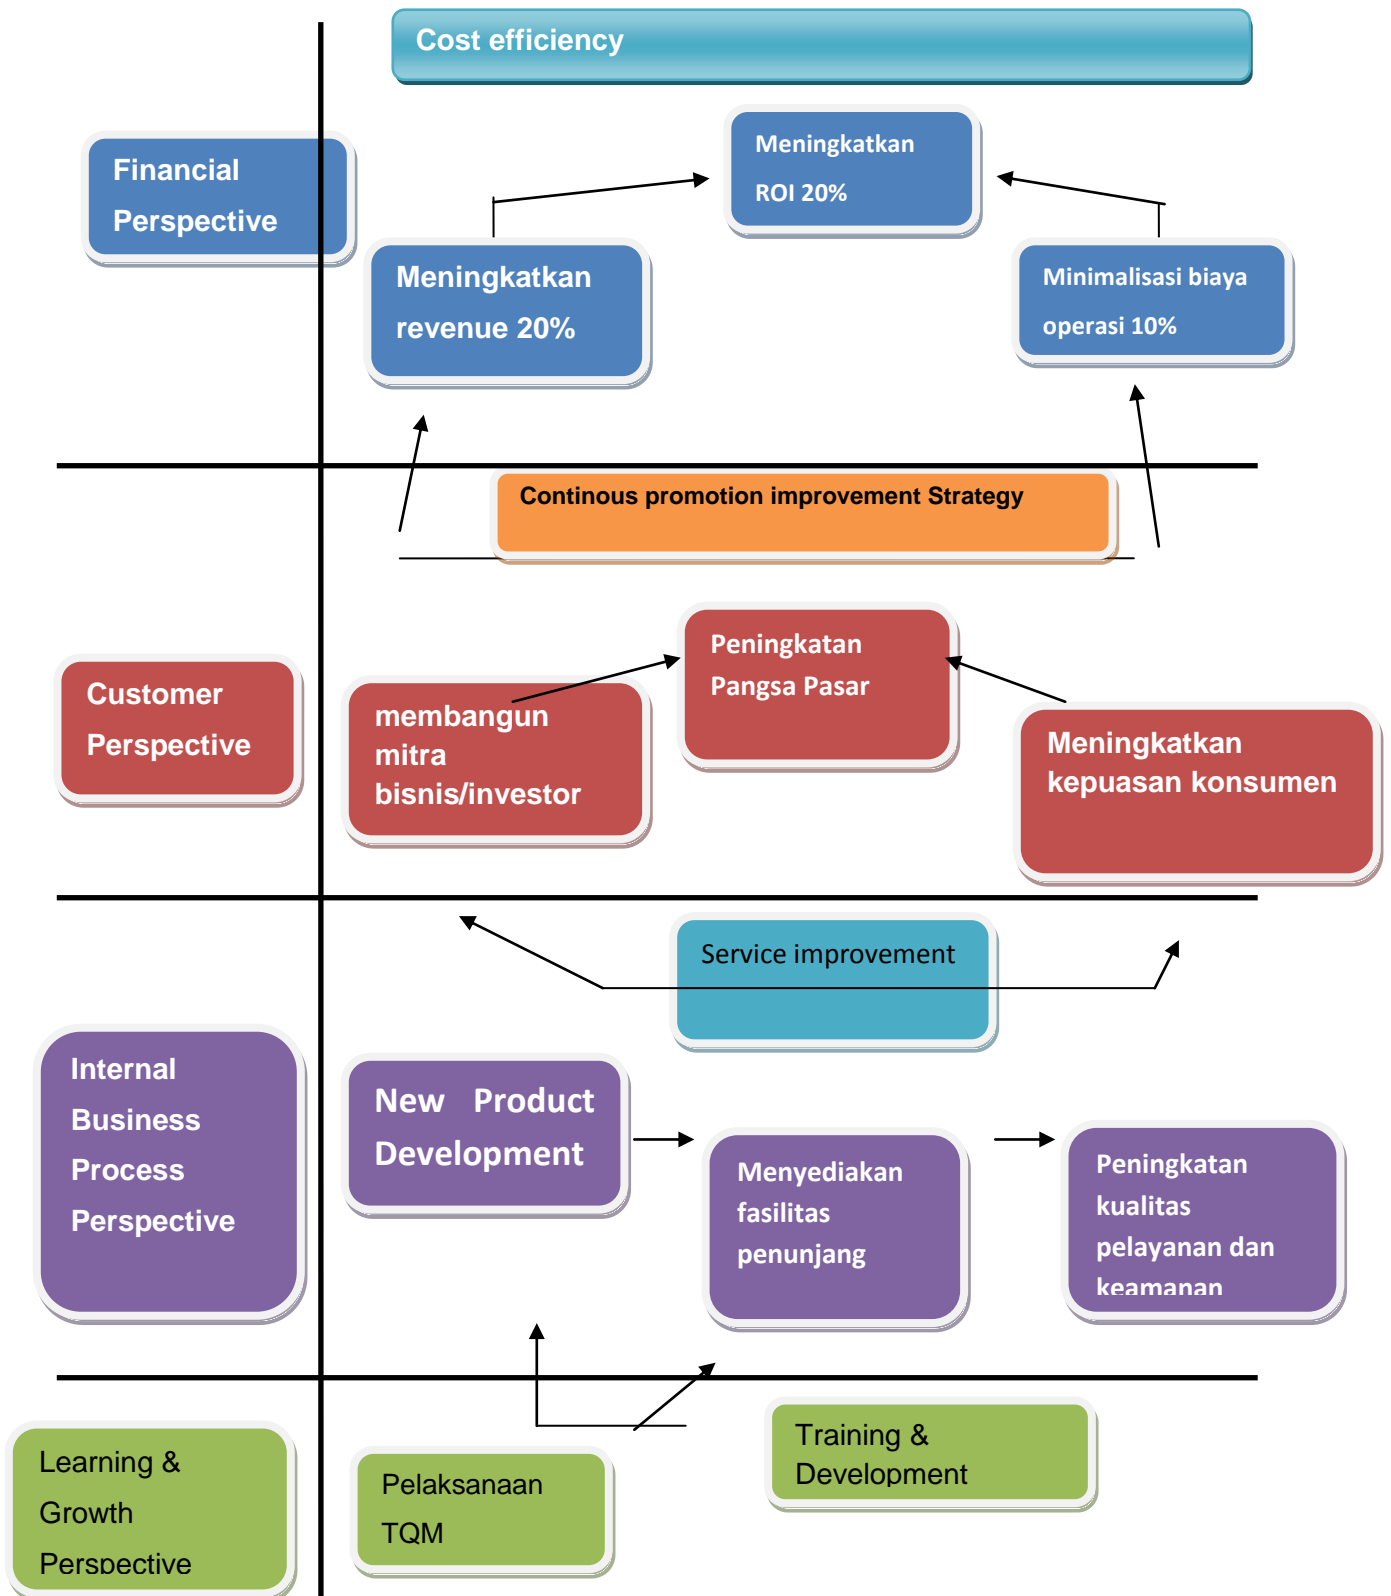 Cost efficiency
Financial
Perspective
Meningkatkan
ROI 20%
Meningkatkan
revenue 20%
Minimalisasi biaya
operasi 10%
Continous promotion improvement Strategy
Customer
Perspective
membangun
mitra
bisnis/investor
Peningkatan
Pangsa Pasar
Meningkatkan
kepuasan konsumen
Service improvement
Internal
Business
Process
Perspective
New Product
Development
Menyediakan
fasilitas
penunjang
Peningkatan
kualitas
pelayanan dan
keamanan
Learning &
Growth
Perspective
Pelaksanaan
TQM
Training &
Development